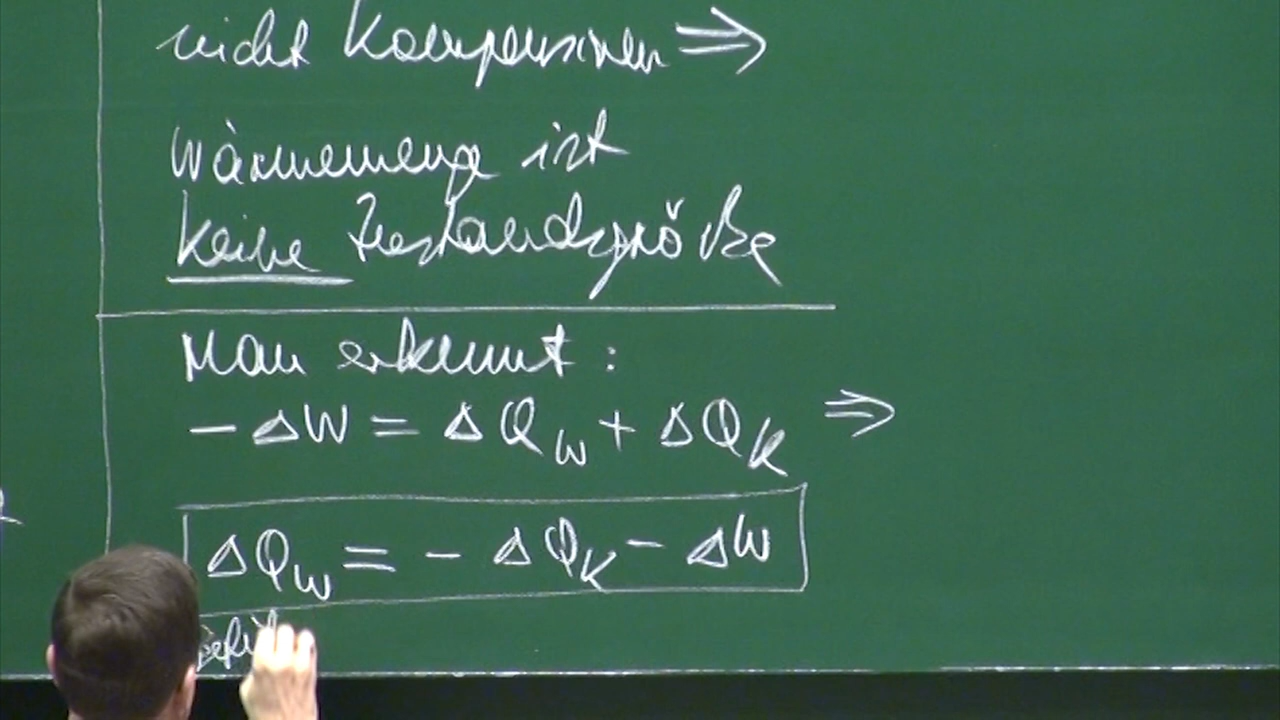 nicht kompensieren ⇒
Wärmemenge ist
keine Zustandsgröße
Man erkennt:
-ΔW = ΔQ_W + ΔQ_K ⇒
ΔQ_W = - ΔQ_K - ΔW